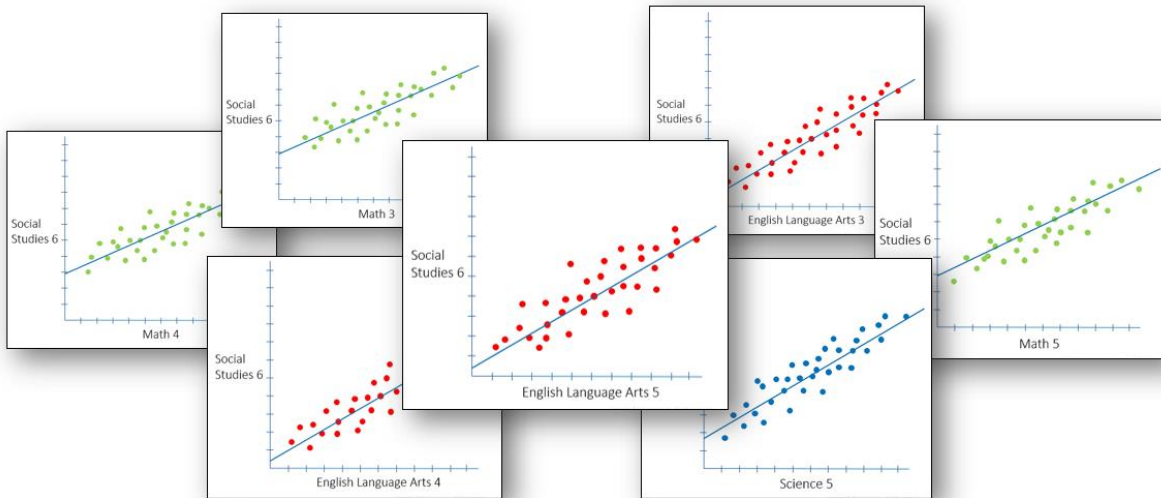 Social
Studies 6
Math 3
Social
Studies 6
English Language Arts 3
Social
Studies 6
Math 4
Social
Studies 6
English Language Arts 5
Social
Studies 6
Math 5
Social
Studies 6
English Language Arts 4
Science 5